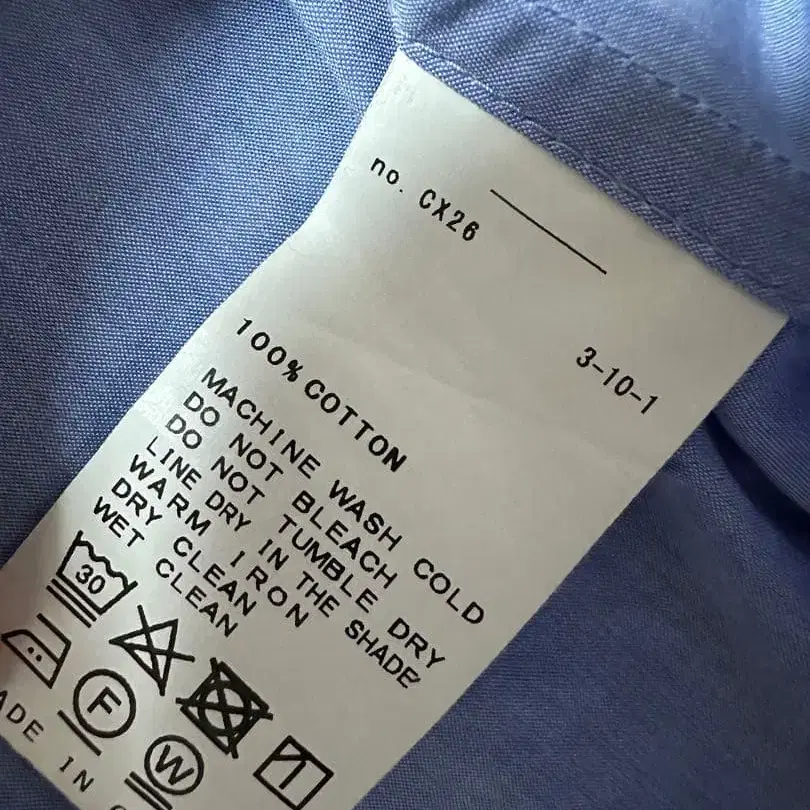 no. CX26
3-10-1
100% COTTON
MACHINE WASH COLD
DO NOT BLEACH
DO NOT TUMBLE DRY
LINE DRY IN THE SHADE
WARM IRON
DRY CLEAN
WET CLEAN
30
F
W
ADE IN